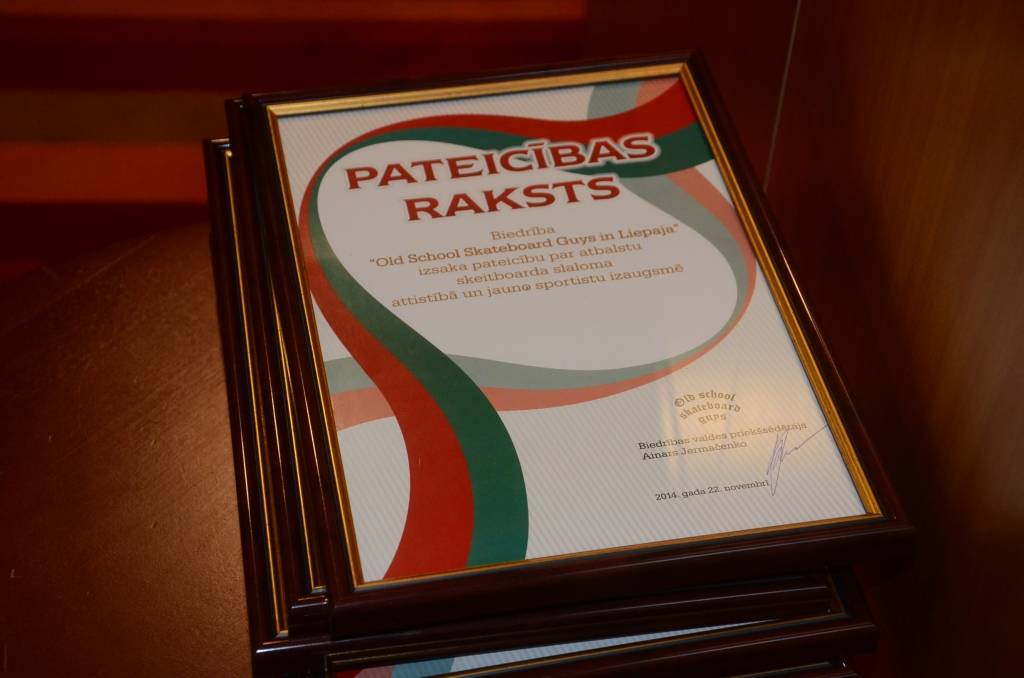 PATEICĪBAS
RAKSTS
Biedrība
"Old School Skateboard Guys in Liepaja"
izsaka pateicību par atbalstu
skeitboarda slaloma
attistībā un jauno sportistu izaugsmē
Old school
skateboard
guys
Biedrības valdes priekšsēdētājs
Ainars Jermačenko
2014. gada 22. novembrī